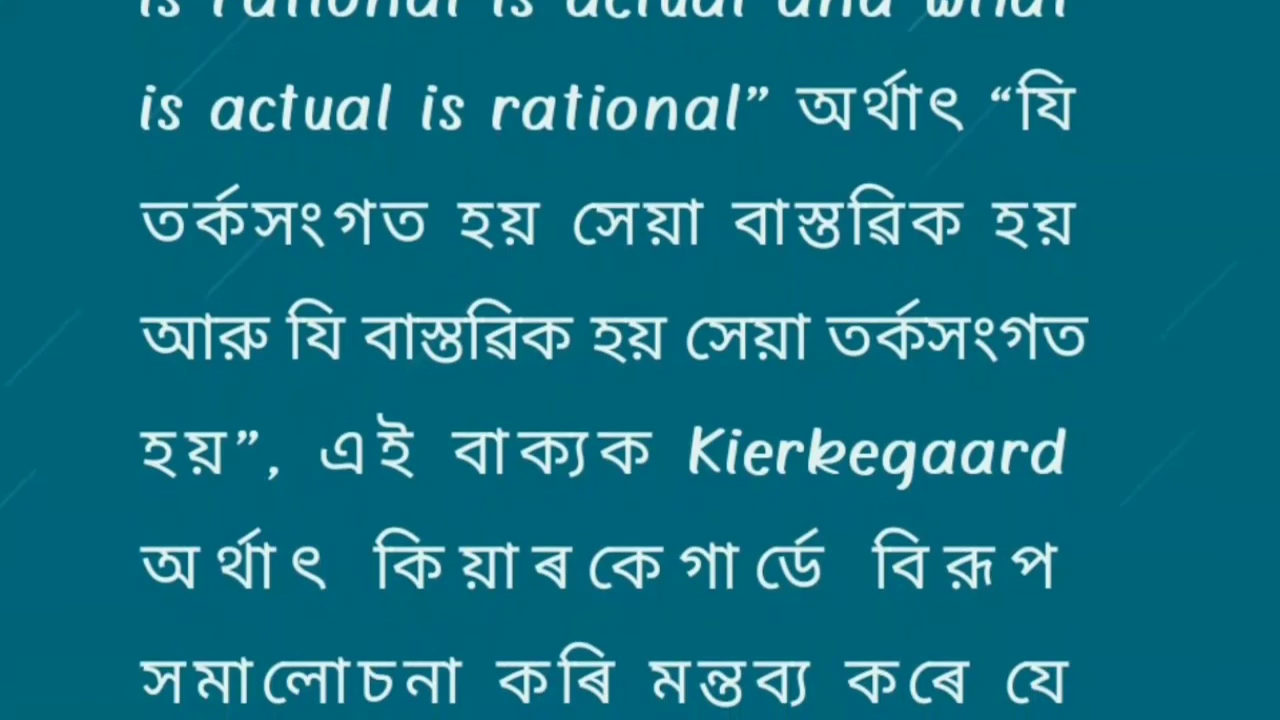 is rational is actual and what
is actual is rational” অৰ্থাৎ “যি
তৰ্কসংগত হয় সেয়া বাস্তৱিক হয়
আৰু যি বাস্তৱিক হয় সেয়া তৰ্কসংগত
হয়”, এই বাক্যক Kierkegaard
অৰ্থাৎ কিয়াৰকেগাৰ্ডে বিৰূপ
সমালোচনা কৰি মন্তব্য কৰে যে